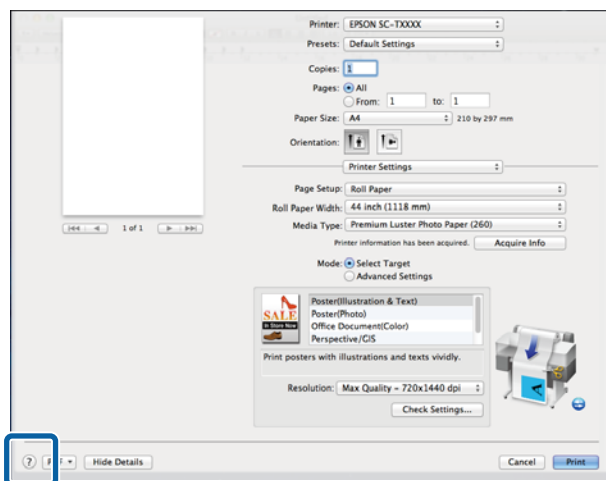 Printer: EPSON SC-TXXXX
Presets: Default Settings
Copies: 1
Pages: All
From: 1 to: 1
Paper Size: A4 210 by 297 mm
Orientation:
Printer Settings
Page Setup: Roll Paper
Roll Paper Width: 44 inch (1118 mm)
Media Type: Premium Luster Photo Paper (260)
1 of 1
Printer information has been acquired. Acquire Info
Mode: Select Target
Advanced Settings
SALE
In Store Now
Poster(Illustration & Text)
Poster(Photo)
Office Document(Color)
Perspective/GIS
Print posters with illustrations and texts vividly.
Resolution: Max Quality - 720x1440 dpi
Check Settings...
? Hide Details Cancel Print